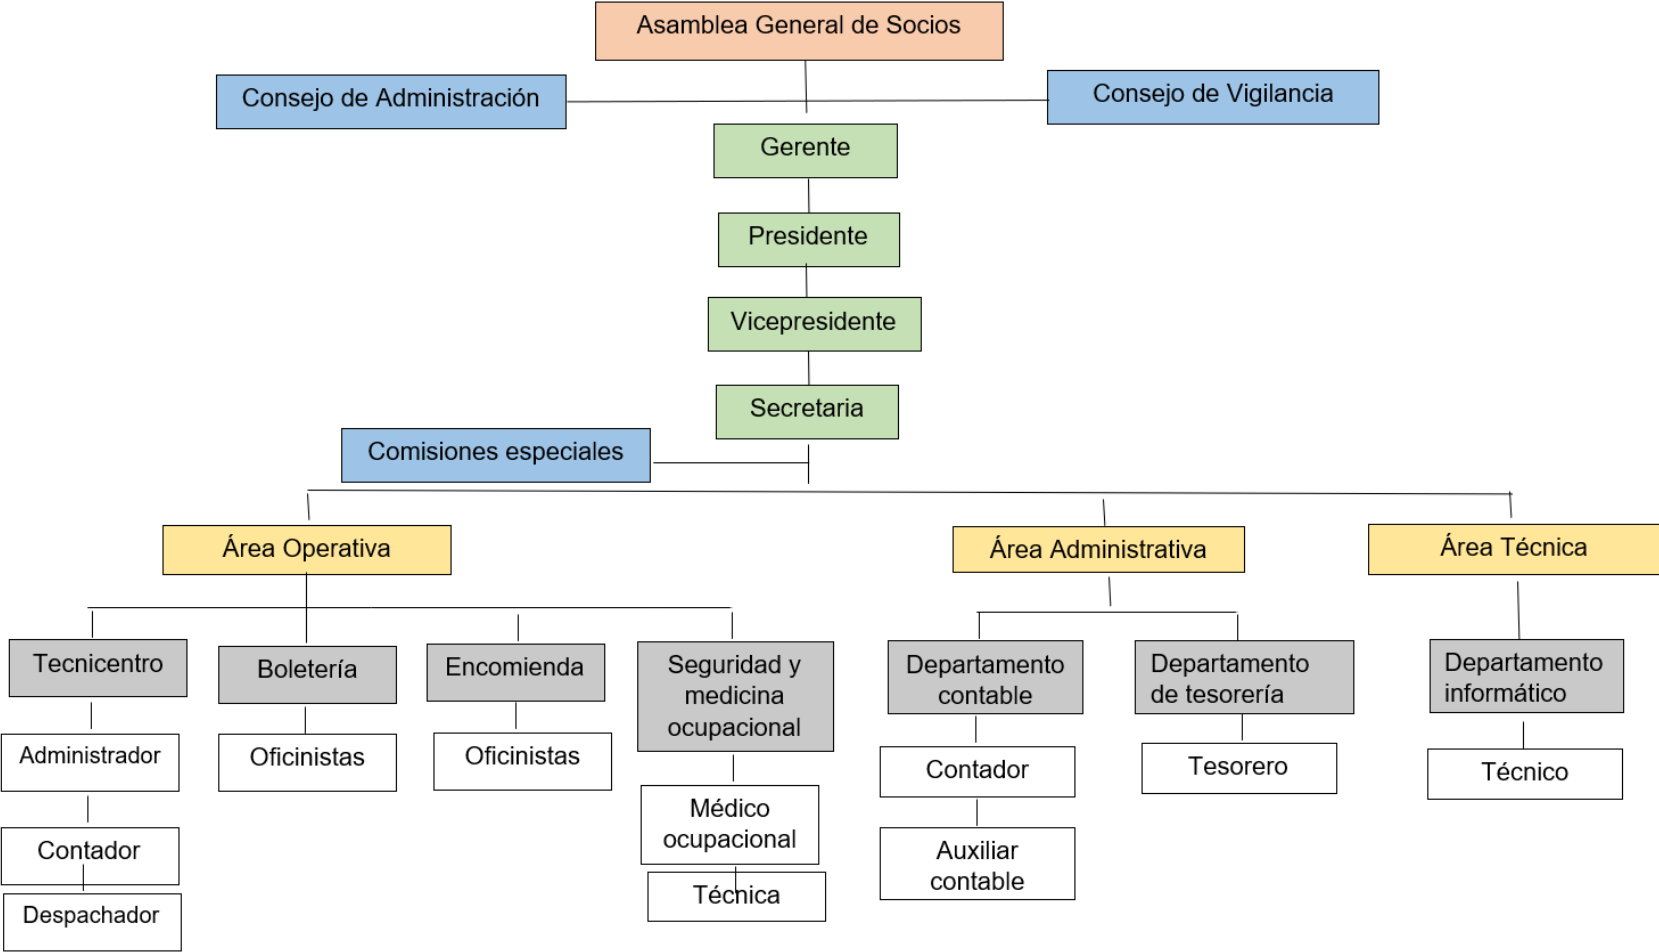 Asamblea General de Socios
Consejo de Administración
Consejo de Vigilancia
Gerente
Presidente
Vicepresidente
Secretaria
Comisiones especiales
Área Operativa
Área Administrativa
Área Técnica
Tecnicentro
Boletería
Encomienda
Seguridad y
medicina
ocupacional
Departamento
contable
Departamento
de tesorería
Departamento
informático
Administrador
Oficinistas
Oficinistas
Médico
ocupacional
Contador
Tesorero
Técnico
Contador
Técnica
Auxiliar
contable
Despachador